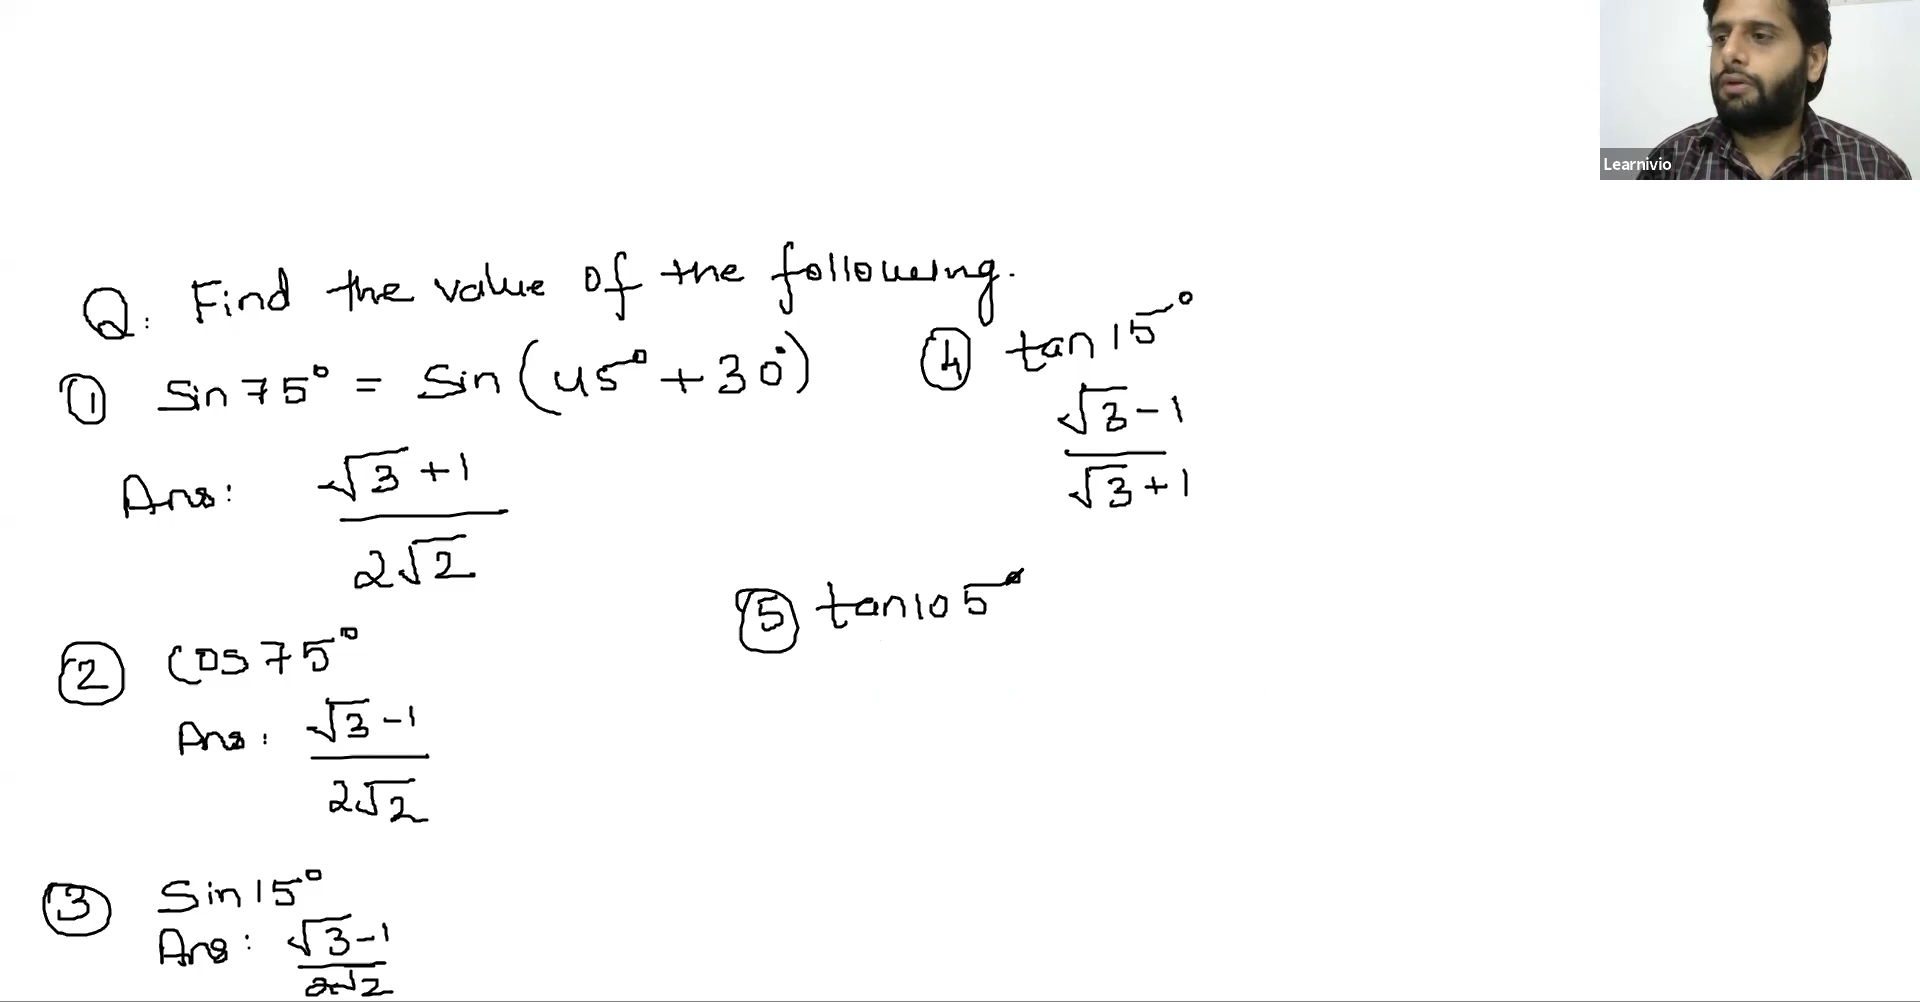 Learnivio
Q. Find the value of the following.
① Sin 75° = Sin (45° + 30°)
Ans: (√3 + 1) / (2√2)
② Cos 75°
Ans: (√3 - 1) / (2√2)
③ Sin 15°
Ans: (√3 - 1) / (2√2)
④ tan 15°
(√3 - 1) / (√3 + 1)
⑤ tan 105°